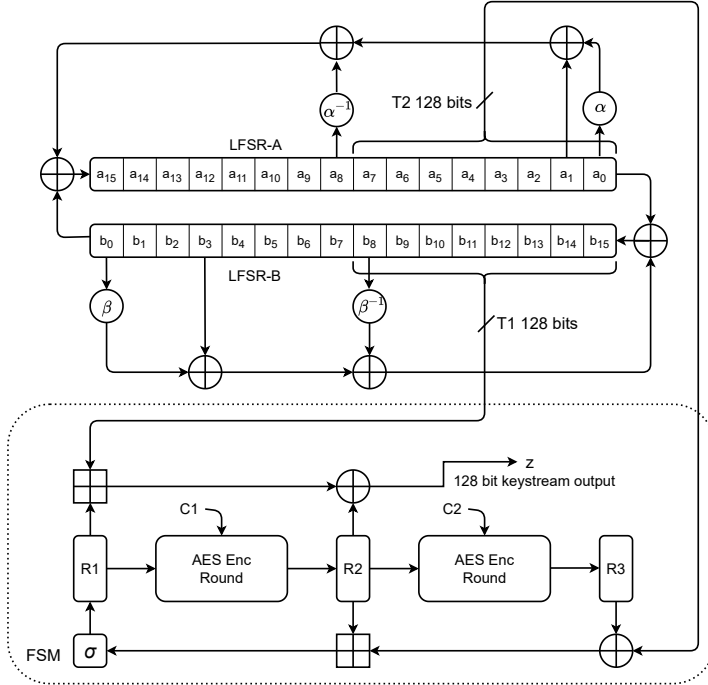 T2 128 bits
α⁻¹
α
LFSR-A
a₁₅ a₁₄ a₁₃ a₁₂ a₁₁ a₁₀ a₉ a₈ a₇ a₆ a₅ a₄ a₃ a₂ a₁ a₀
b₀ b₁ b₂ b₃ b₄ b₅ b₆ b₇ b₈ b₉ b₁₀ b₁₁ b₁₂ b₁₃ b₁₄ b₁₅
LFSR-B
β
β⁻¹
T1 128 bits
z
128 bit keystream output
C1
C2
R1
AES Enc
Round
R2
AES Enc
Round
R3
FSM
σ